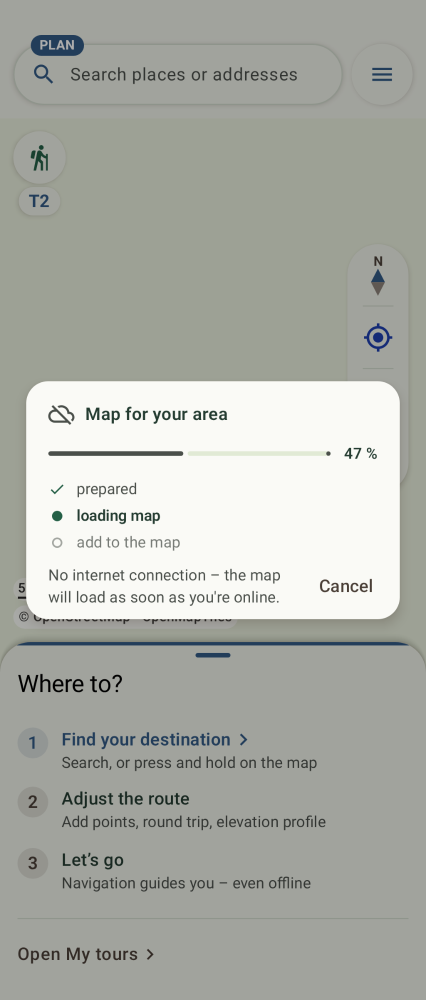 PLAN
Search places or addresses
T2
N
Map for your area
47 %
prepared
loading map
add to the map
No internet connection – the map
will load as soon as you're online.
Cancel
5
© OpenStreetMap OpenMapTiles
Where to?
1 Find your destination
Search, or press and hold on the map
2 Adjust the route
Add points, round trip, elevation profile
3 Let’s go
Navigation guides you – even offline
Open My tours